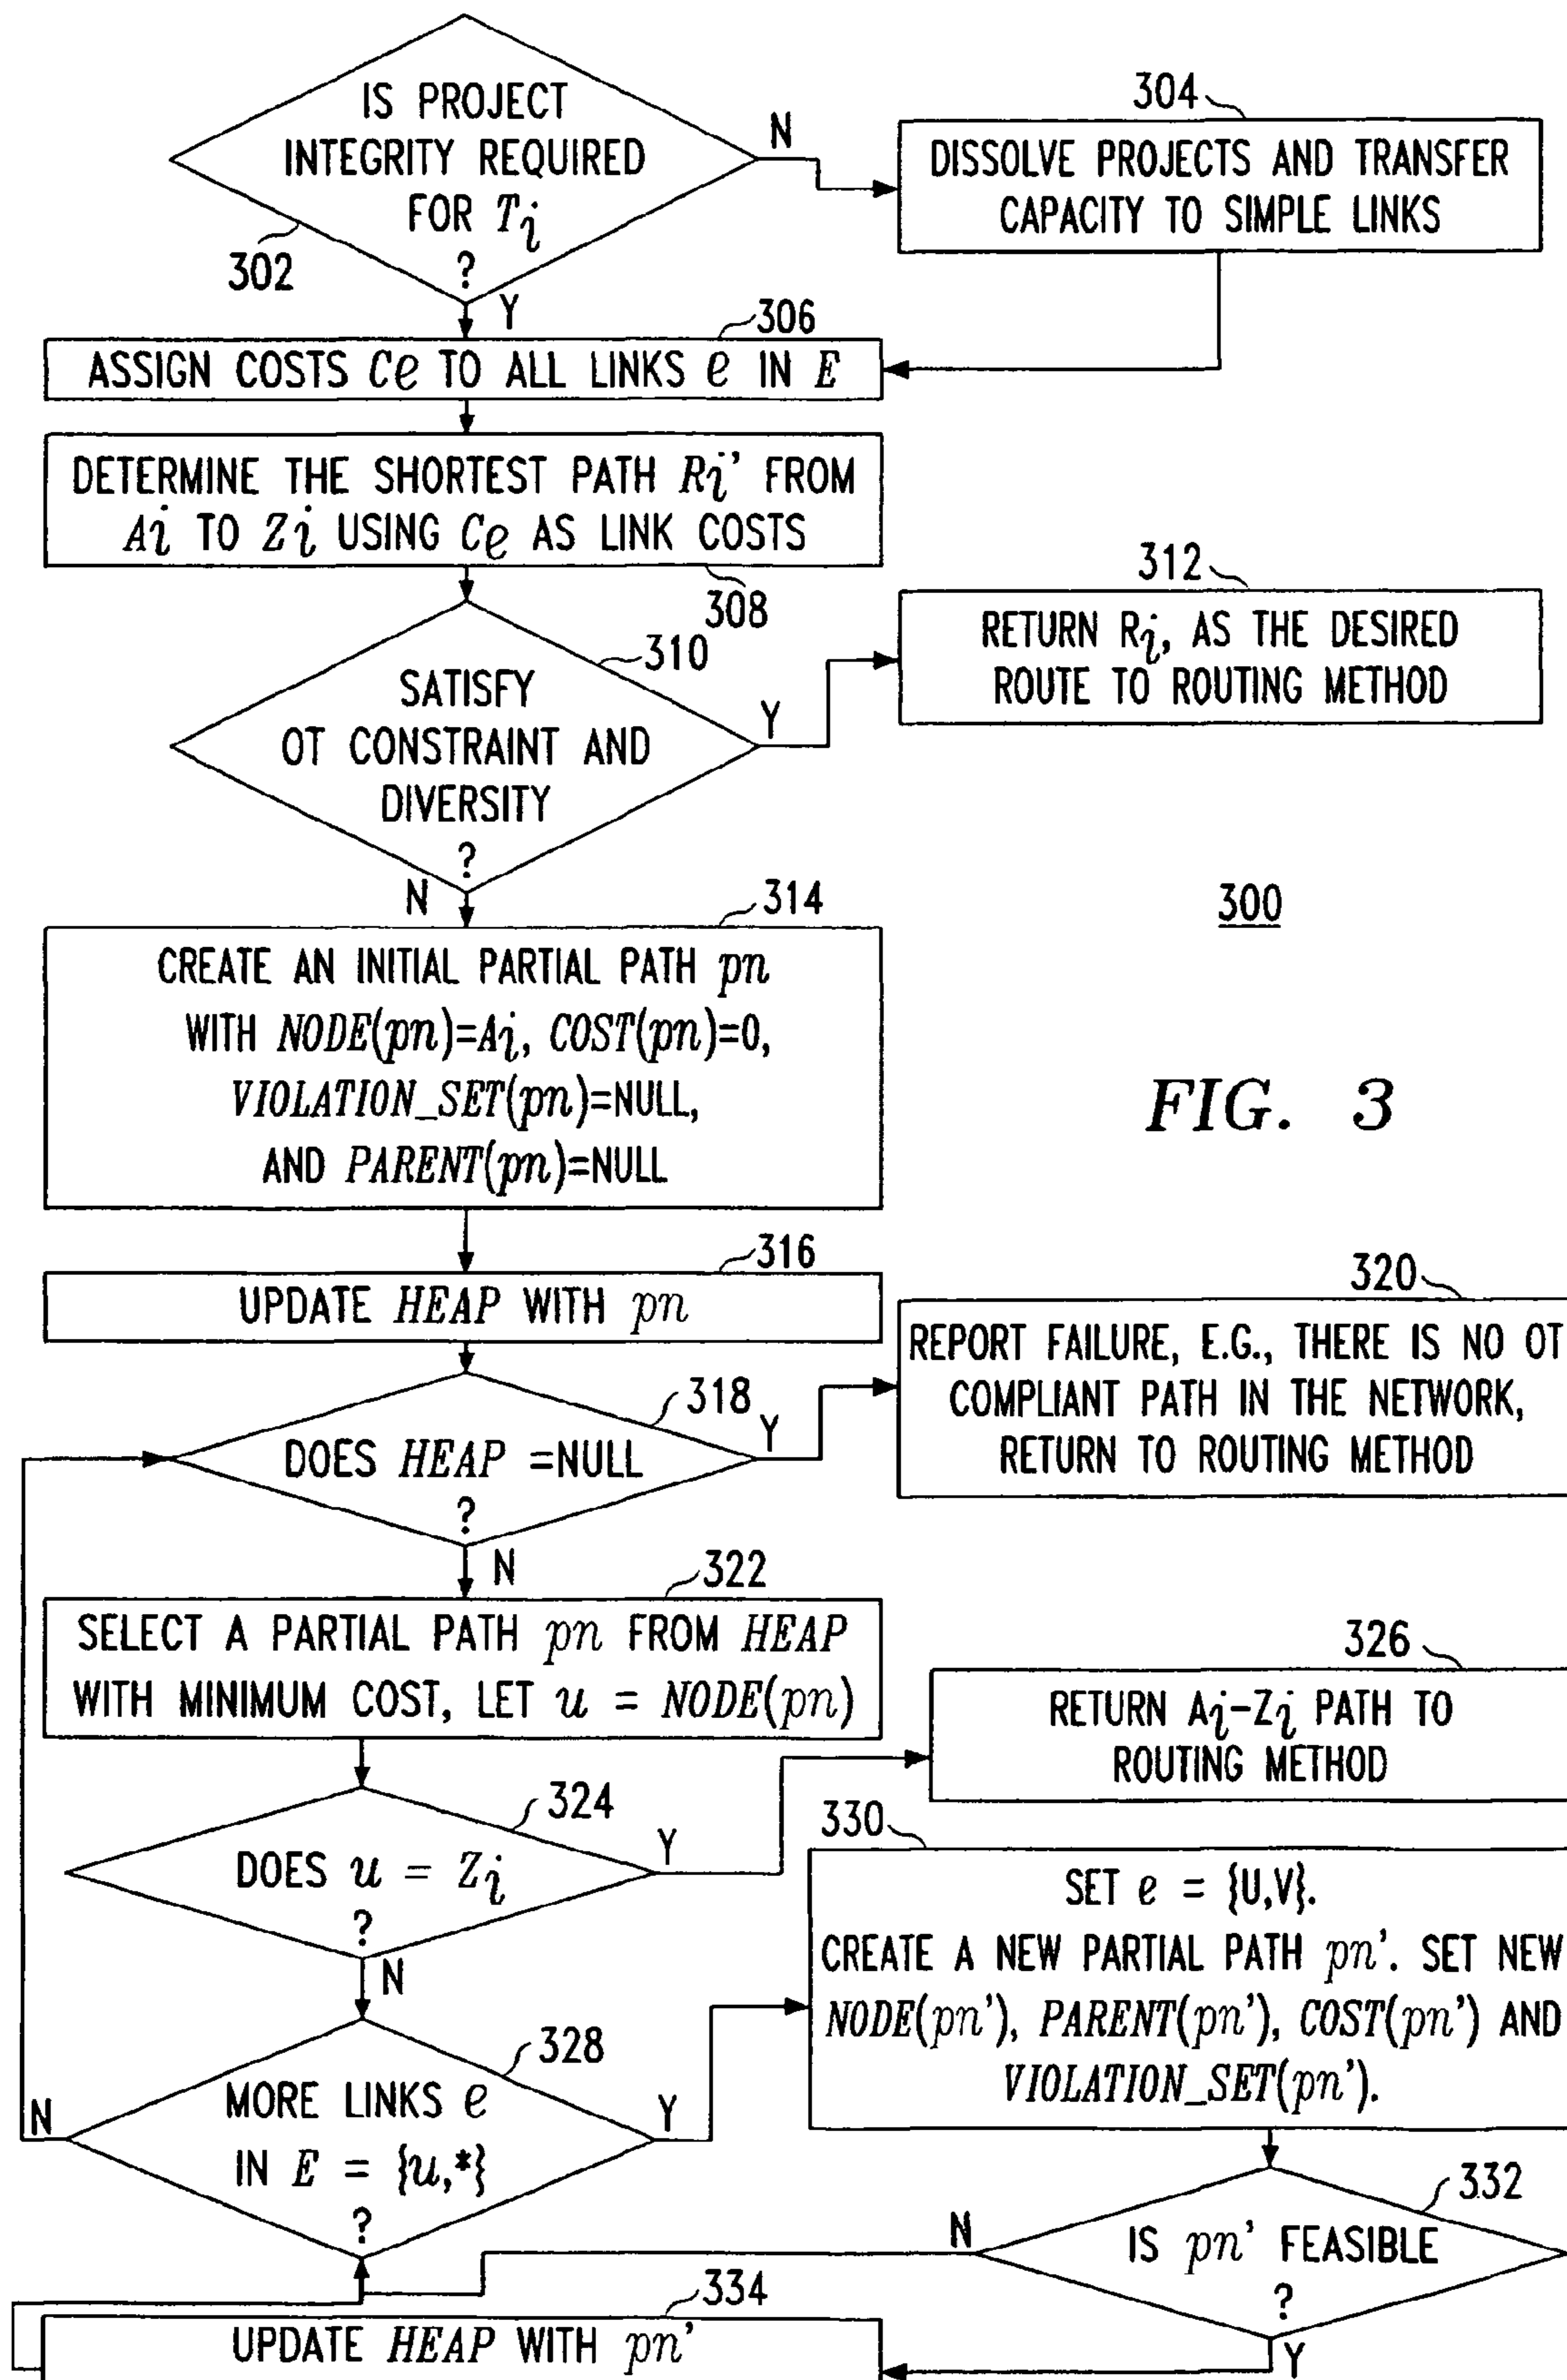 IS PROJECT
INTEGRITY REQUIRED
FOR Ti
?
302
N
Y
304
DISSOLVE PROJECTS AND TRANSFER
CAPACITY TO SIMPLE LINKS
306
ASSIGN COSTS Ce TO ALL LINKS e IN E
DETERMINE THE SHORTEST PATH Ri' FROM
Ai TO Zi USING Ce AS LINK COSTS
308
310
SATISFY
OT CONSTRAINT AND
DIVERSITY
?
Y
N
312
RETURN Ri, AS THE DESIRED
ROUTE TO ROUTING METHOD
314
CREATE AN INITIAL PARTIAL PATH pn
WITH NODE(pn)=Ai, COST(pn)=0,
VIOLATION_SET(pn)=NULL,
AND PARENT(pn)=NULL
300
FIG. 3
316
UPDATE HEAP WITH pn
318
DOES HEAP =NULL
?
Y
N
320
REPORT FAILURE, E.G., THERE IS NO OT
COMPLIANT PATH IN THE NETWORK,
RETURN TO ROUTING METHOD
322
SELECT A PARTIAL PATH pn FROM HEAP
WITH MINIMUM COST, LET u = NODE(pn)
324
DOES u = Zi
?
Y
N
326
RETURN Ai-Zi PATH TO
ROUTING METHOD
328
MORE LINKS e
IN E = {u,*}
?
N
Y
330
SET e = {U,V}.
CREATE A NEW PARTIAL PATH pn'. SET NEW
NODE(pn'), PARENT(pn'), COST(pn') AND
VIOLATION_SET(pn').
332
IS pn' FEASIBLE
?
N
Y
334
UPDATE HEAP WITH pn'